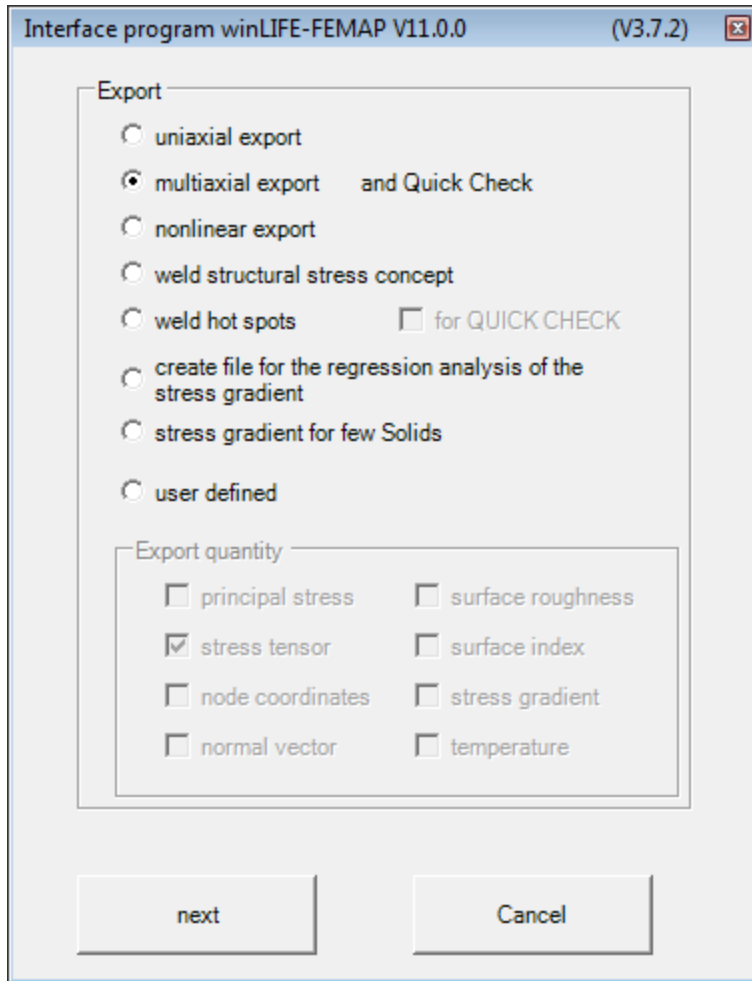 Interface program winLIFE-FEMAP V11.0.0 (V3.7.2)
Export
uniaxial export
multiaxial export and Quick Check
nonlinear export
weld structural stress concept
weld hot spots for QUICK CHECK
create file for the regression analysis of the
stress gradient
stress gradient for few Solids
user defined
Export quantity
principal stress surface roughness
stress tensor surface index
node coordinates stress gradient
normal vector temperature
next Cancel